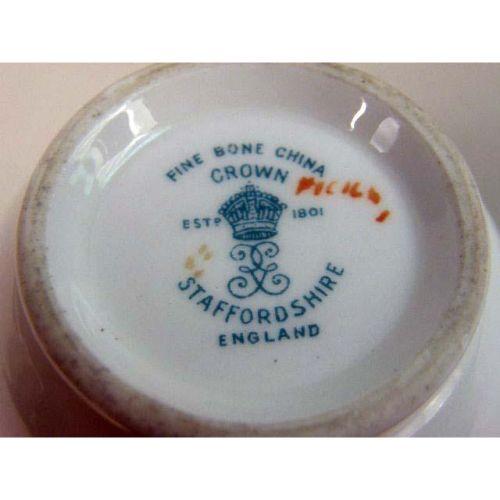 FINE BONE CHINA
CROWN
ESTD 1801
STAFFORDSHIRE
ENGLAND